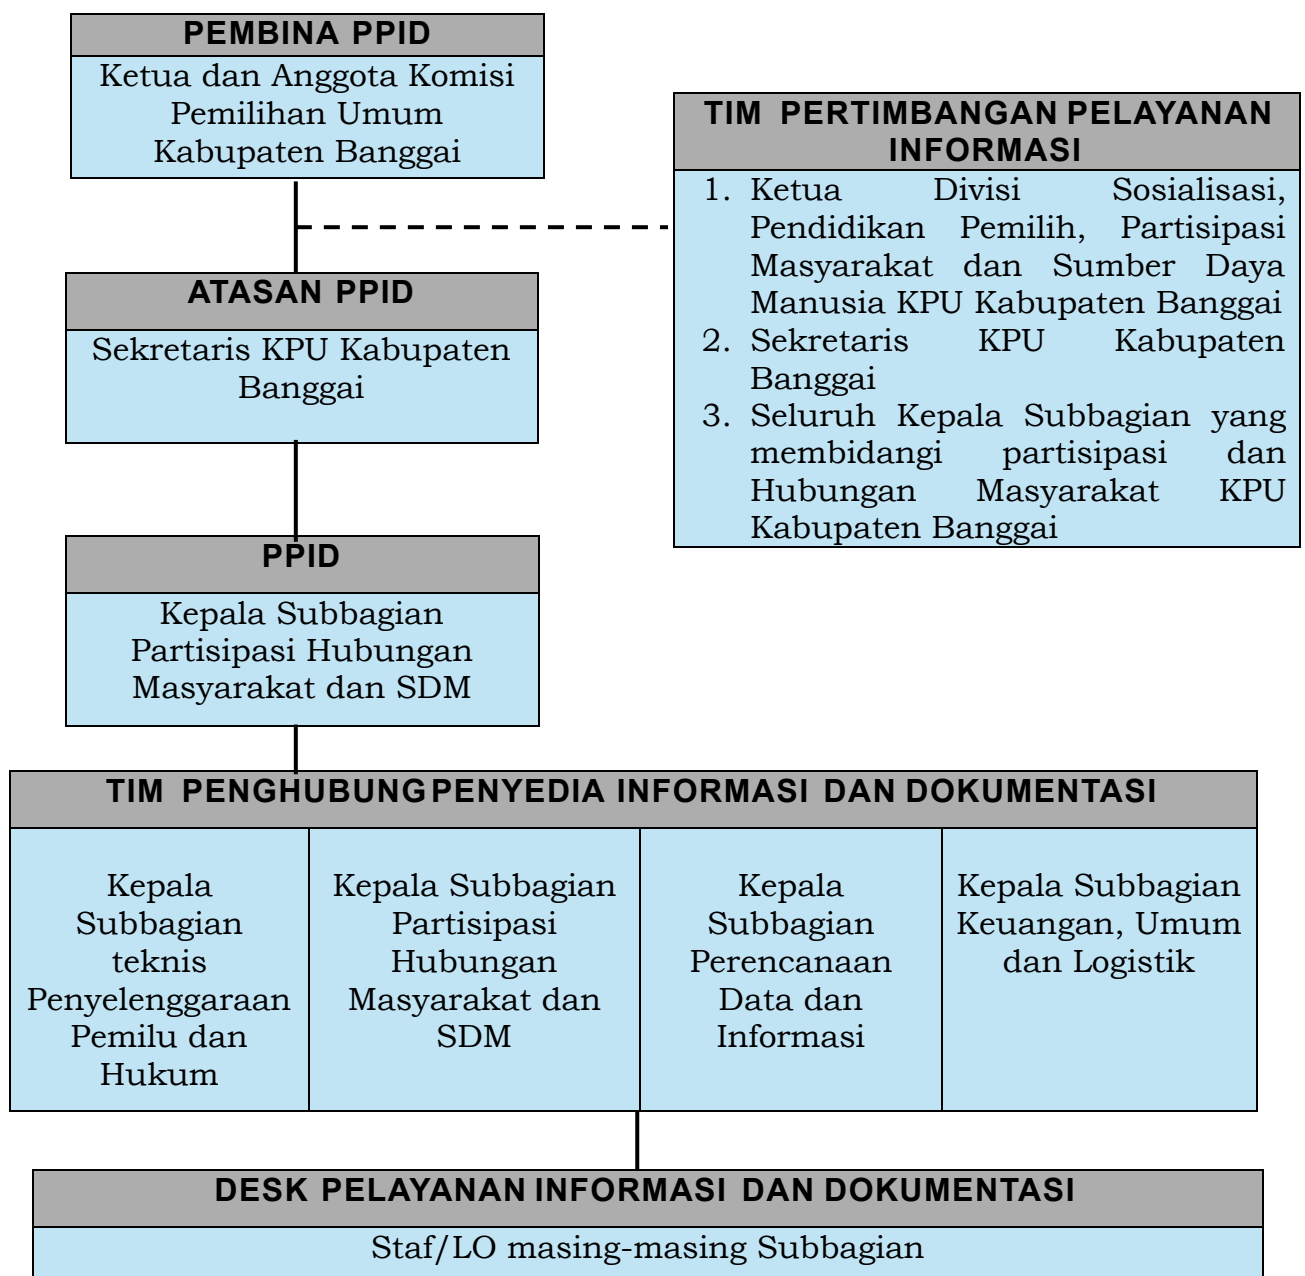 PEMBINA PPID
Ketua dan Anggota Komisi
Pemilihan Umum
Kabupaten Banggai
TIM PERTIMBANGAN PELAYANAN
INFORMASI
1. Ketua Divisi Sosialisasi,
Pendidikan Pemilih, Partisipasi
Masyarakat dan Sumber Daya
Manusia KPU Kabupaten Banggai
2. Sekretaris KPU Kabupaten
Banggai
3. Seluruh Kepala Subbagian yang
membidangi partisipasi dan
Hubungan Masyarakat KPU
Kabupaten Banggai
ATASAN PPID
Sekretaris KPU Kabupaten
Banggai
PPID
Kepala Subbagian
Partisipasi Hubungan
Masyarakat dan SDM
TIM PENGHUBUNG PENYEDIA INFORMASI DAN DOKUMENTASI
Kepala
Subbagian
teknis
Penyelenggaraan
Pemilu dan
Hukum
Kepala Subbagian
Partisipasi
Hubungan
Masyarakat dan
SDM
Kepala
Subbagian
Perencanaan
Data dan
Informasi
Kepala Subbagian
Keuangan, Umum
dan Logistik
DESK PELAYANAN INFORMASI DAN DOKUMENTASI
Staf/LO masing-masing Subbagian